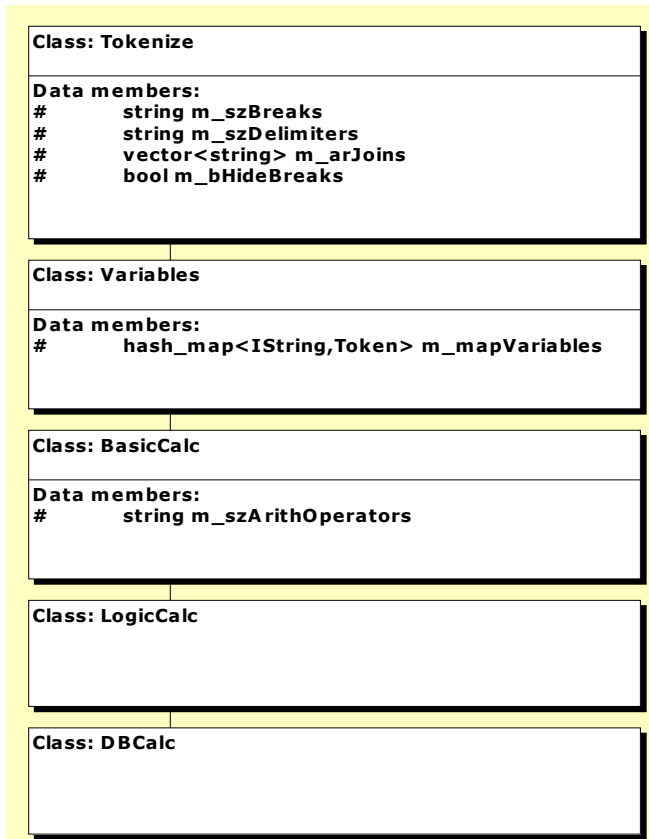 Class: Tokenize
Data members:
# string m_szBreaks
# string m_szDelimiters
# vector<string> m_arJoins
# bool m_bHideBreaks
Class: Variables
Data members:
# hash_map<IString,Token> m_mapVariables
Class: BasicCalc
Data members:
# string m_szArithOperators
Class: LogicCalc
Class: DBCalc